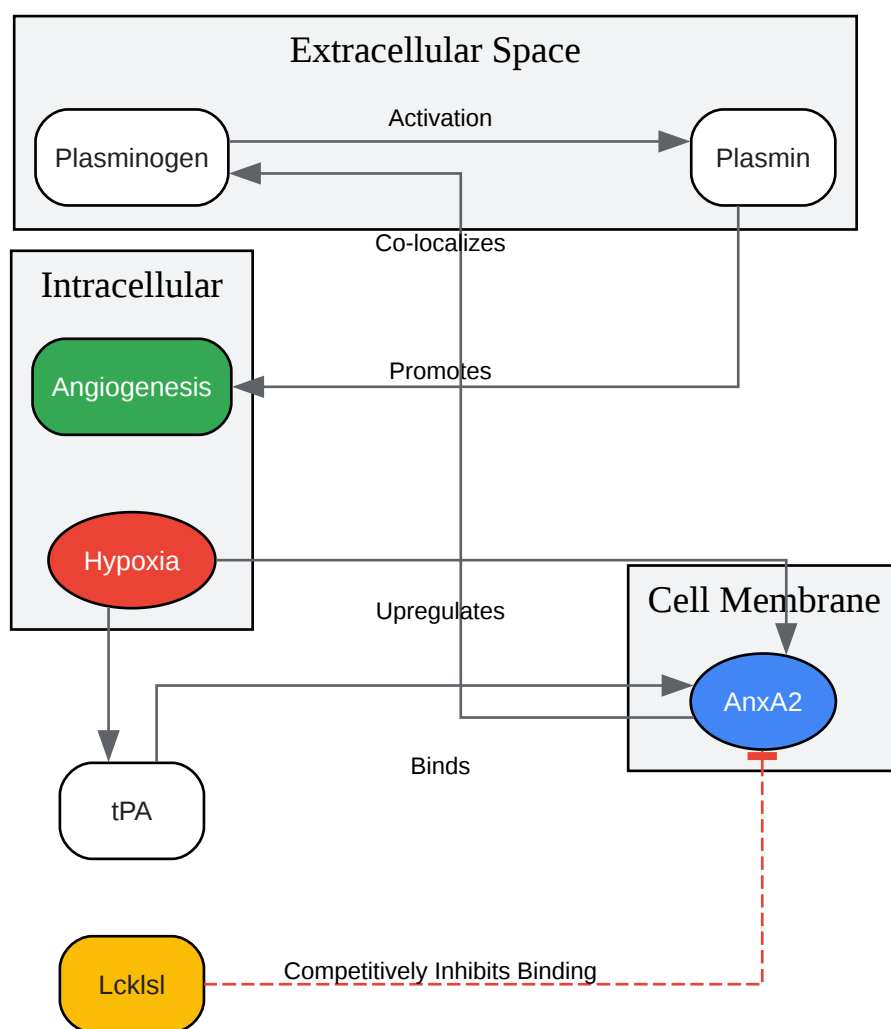 Extracellular Space
Activation
Plasminogen
Plasmin
Co-localizes
Intracellular
Angiogenesis
Promotes
Hypoxia
Upregulates
Cell Membrane
AnxA2
Binds
tPA
Competitively Inhibits Binding
Lcklsl